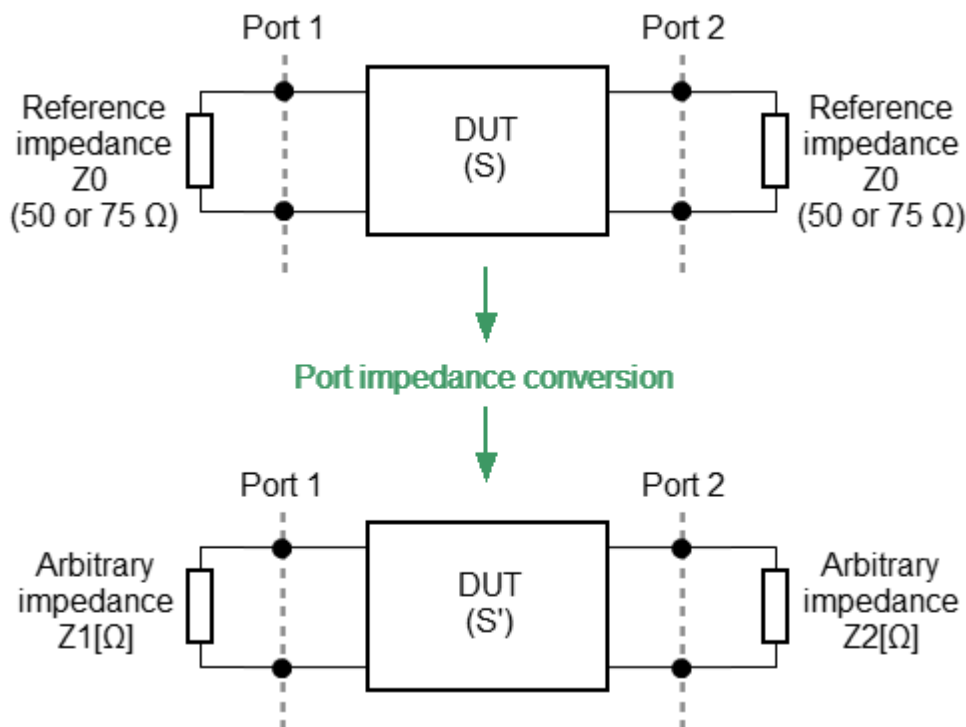 Port 1
Port 2
Reference
impedance
Z0
(50 or 75 Ω)
DUT
(S)
Reference
impedance
Z0
(50 or 75 Ω)
Port impedance conversion
Port 1
Port 2
Arbitrary
impedance
Z1[Ω]
DUT
(S')
Arbitrary
impedance
Z2[Ω]